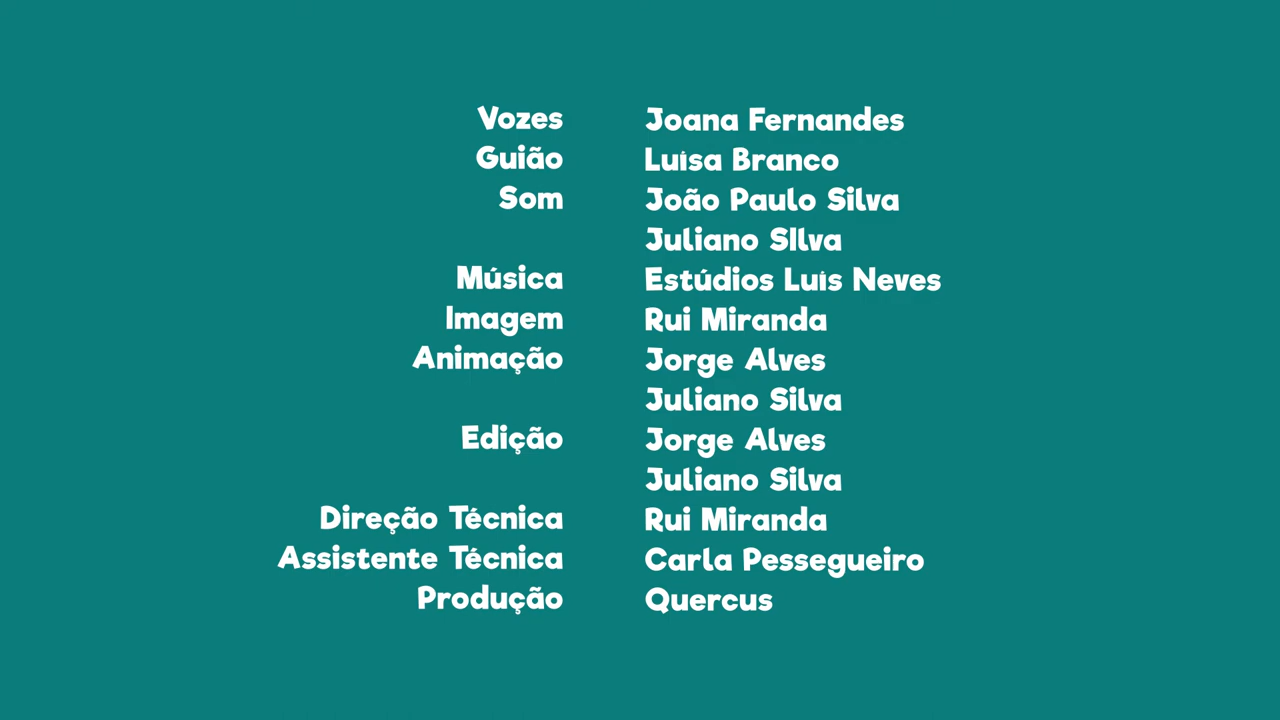 Vozes Joana Fernandes
Guião Luísa Branco
Som João Paulo Silva
Juliano SIlva
Música Estúdios Luís Neves
Imagem Rui Miranda
Animação Jorge Alves
Juliano Silva
Edição Jorge Alves
Juliano Silva
Direção Técnica Rui Miranda
Assistente Técnica Carla Pessegueiro
Produção Quercus